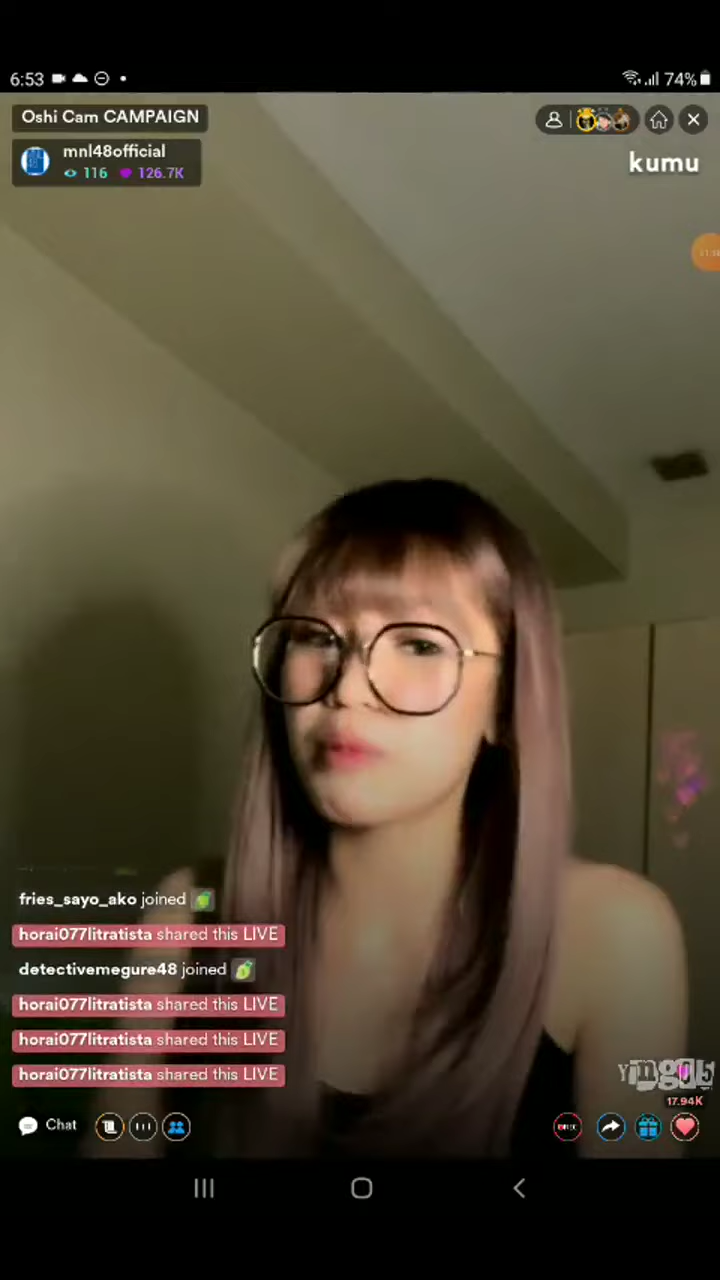 6:53
74%
Oshi Cam CAMPAIGN
mnl48official
116 126.7K
kumu
fries_sayo_ako joined
horai077litratista shared this LIVE
detectivemegure48 joined
horai077litratista shared this LIVE
horai077litratista shared this LIVE
horai077litratista shared this LIVE
17.94K
Chat